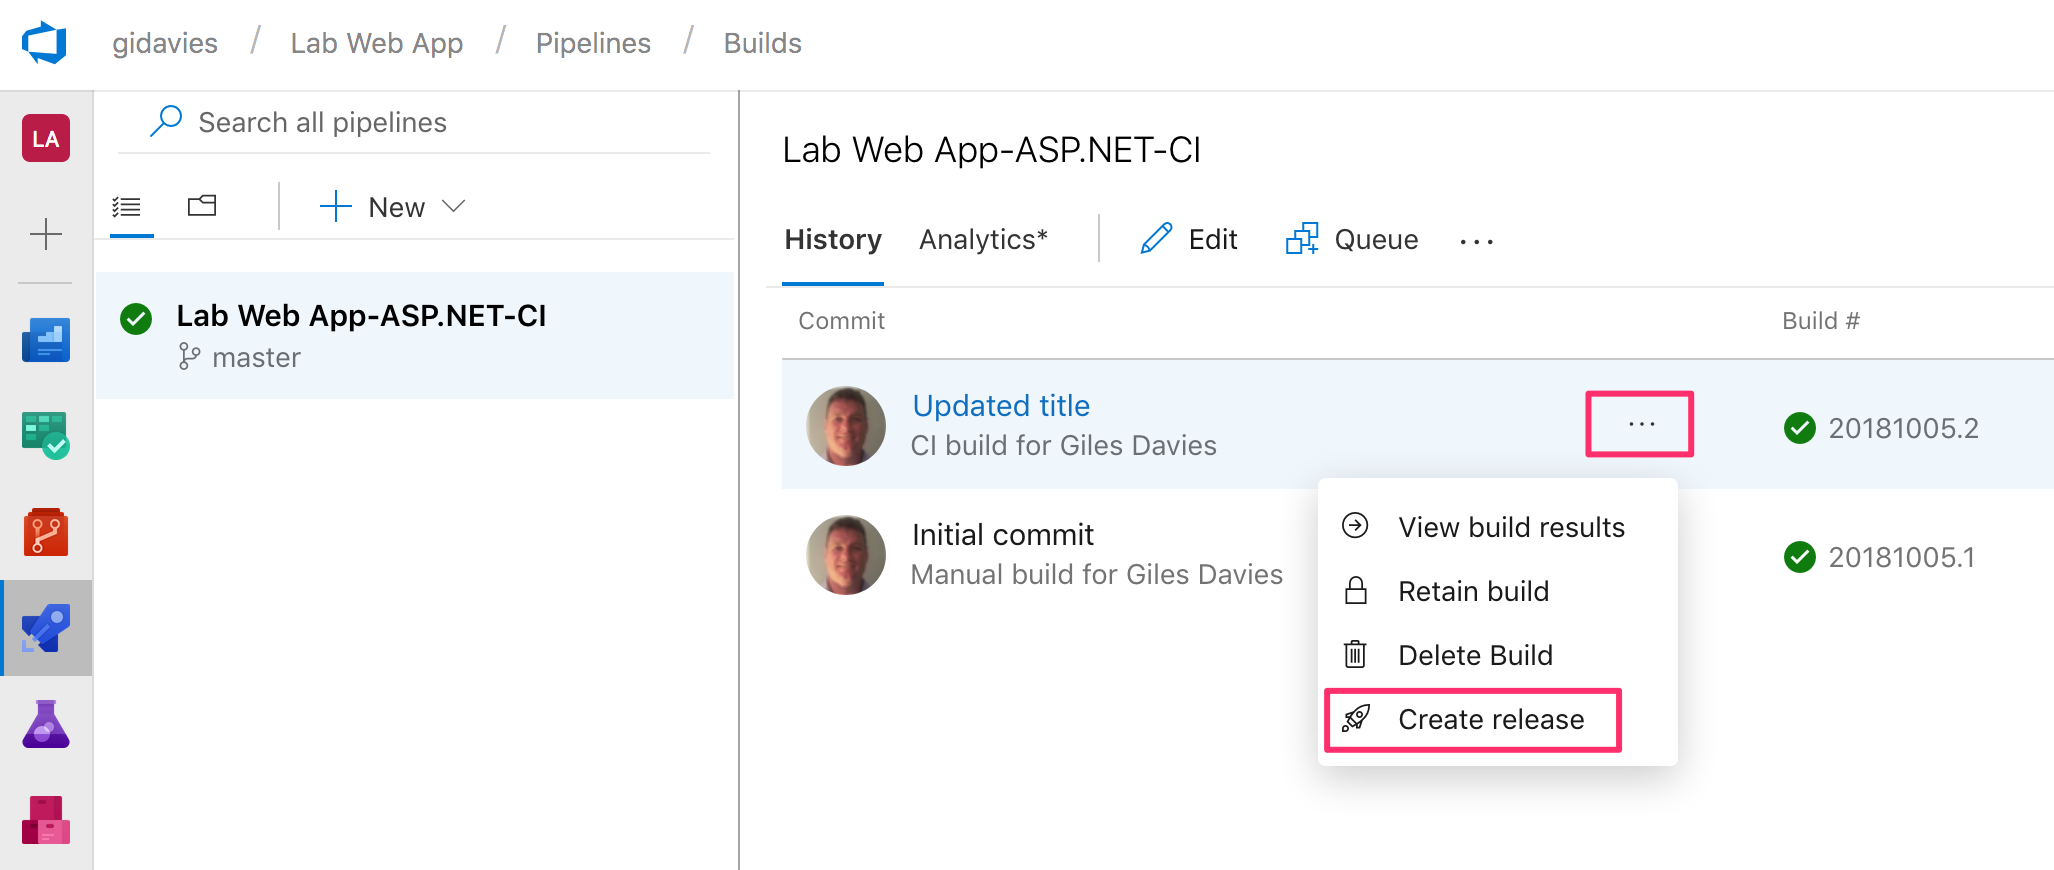 gidavies / Lab Web App / Pipelines / Builds
LA
Search all pipelines
New
Lab Web App-ASP.NET-CI
master
Lab Web App-ASP.NET-CI
History Analytics* Edit Queue ...
Commit Build #
Updated title
CI build for Giles Davies
...
20181005.2
Initial commit
Manual build for Giles Davies
20181005.1
View build results
Retain build
Delete Build
Create release